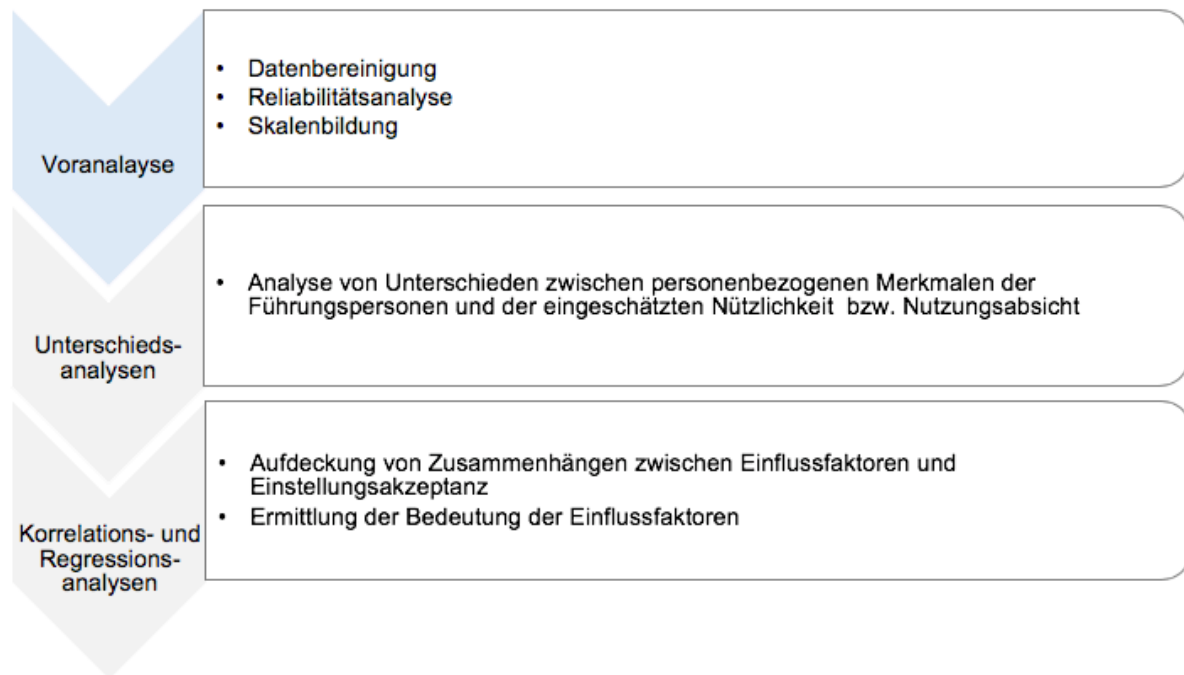 • Datenbereinigung
• Reliabilitätsanalyse
• Skalenbildung
Voranalayse
• Analyse von Unterschieden zwischen personenbezogenen Merkmalen der
Führungspersonen und der eingeschätzten Nützlichkeit  bzw. Nutzungsabsicht
Unterschieds-
analysen
• Aufdeckung von Zusammenhängen zwischen Einflussfaktoren und
Einstellungsakzeptanz
• Ermittlung der Bedeutung der Einflussfaktoren
Korrelations- und
Regressions-
analysen